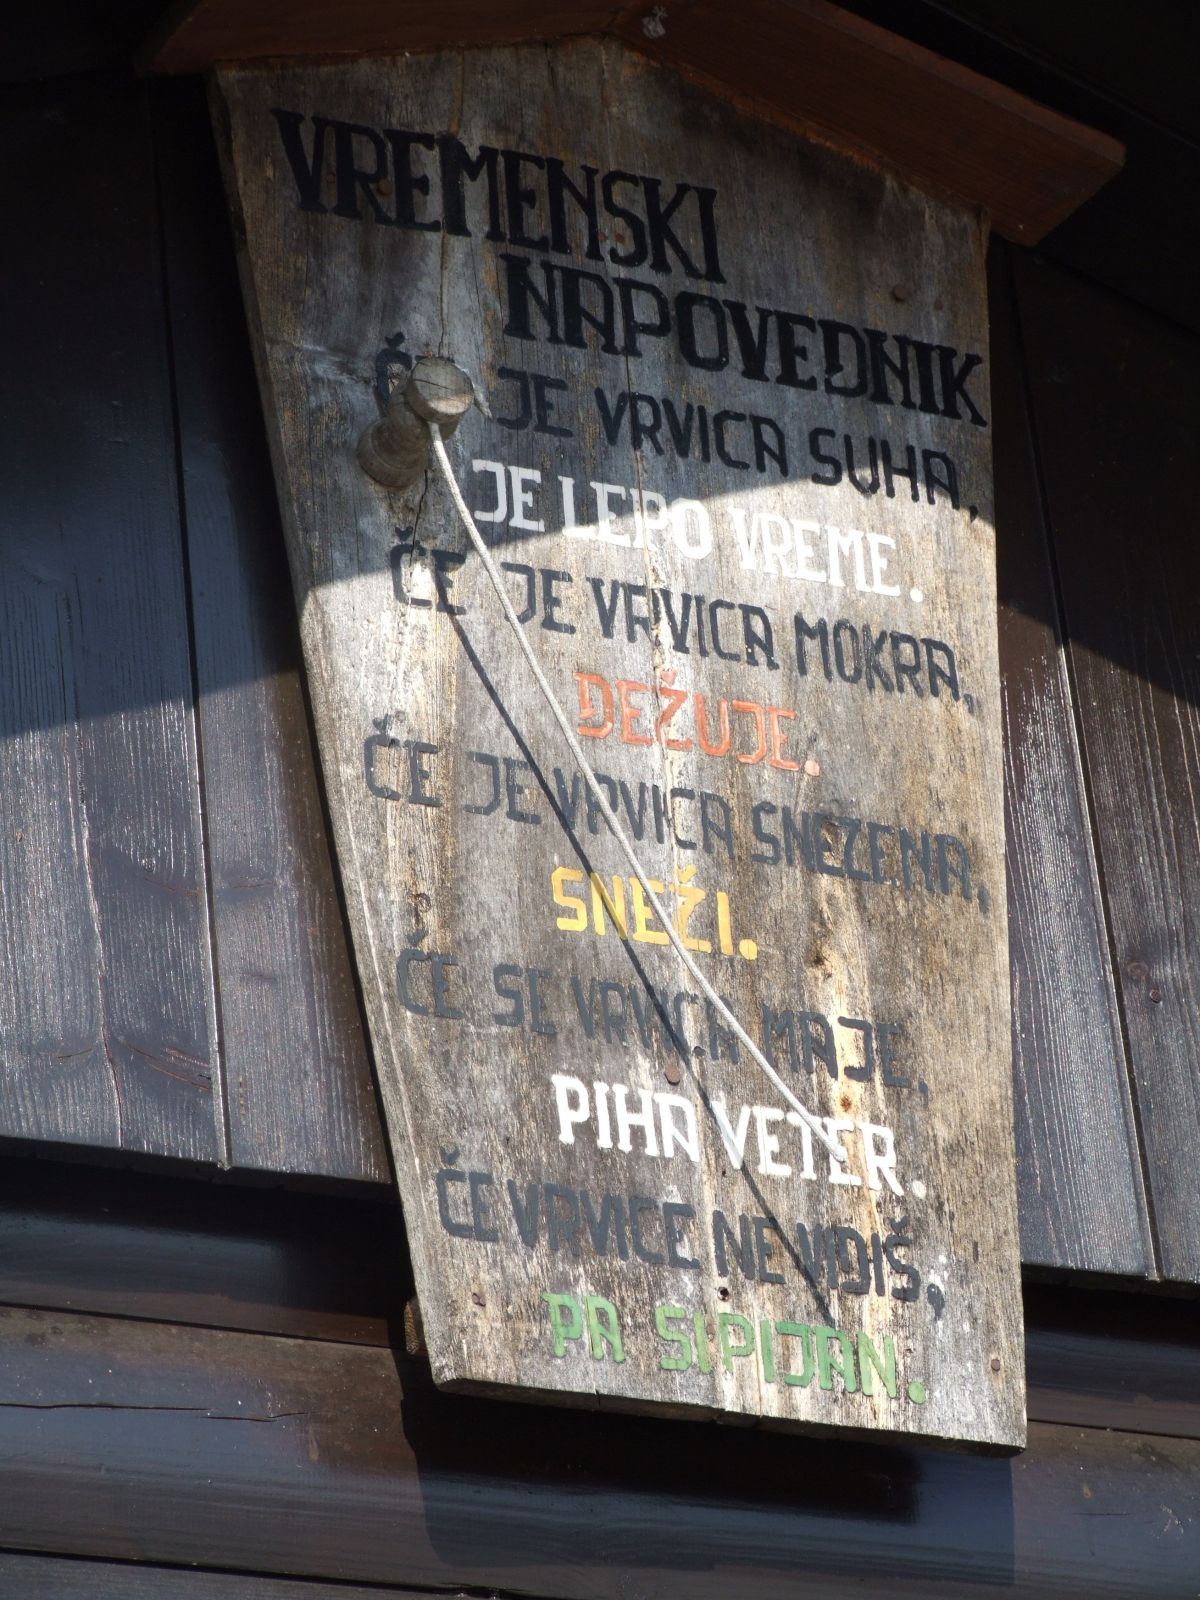 VREMENSKI
NAPOVEDNIK
ČE JE VRVICA SUHA,
JE LEPO VREME.
ČE JE VRVICA MOKRA,
DEŽUJE.
ČE JE VRVICA SNEŽENA,
SNEŽI.
ČE SE VRVICA MAJE,
PIHA VETER.
ČE VRVICE NE VIDIŠ,
PA SI PIJAN.